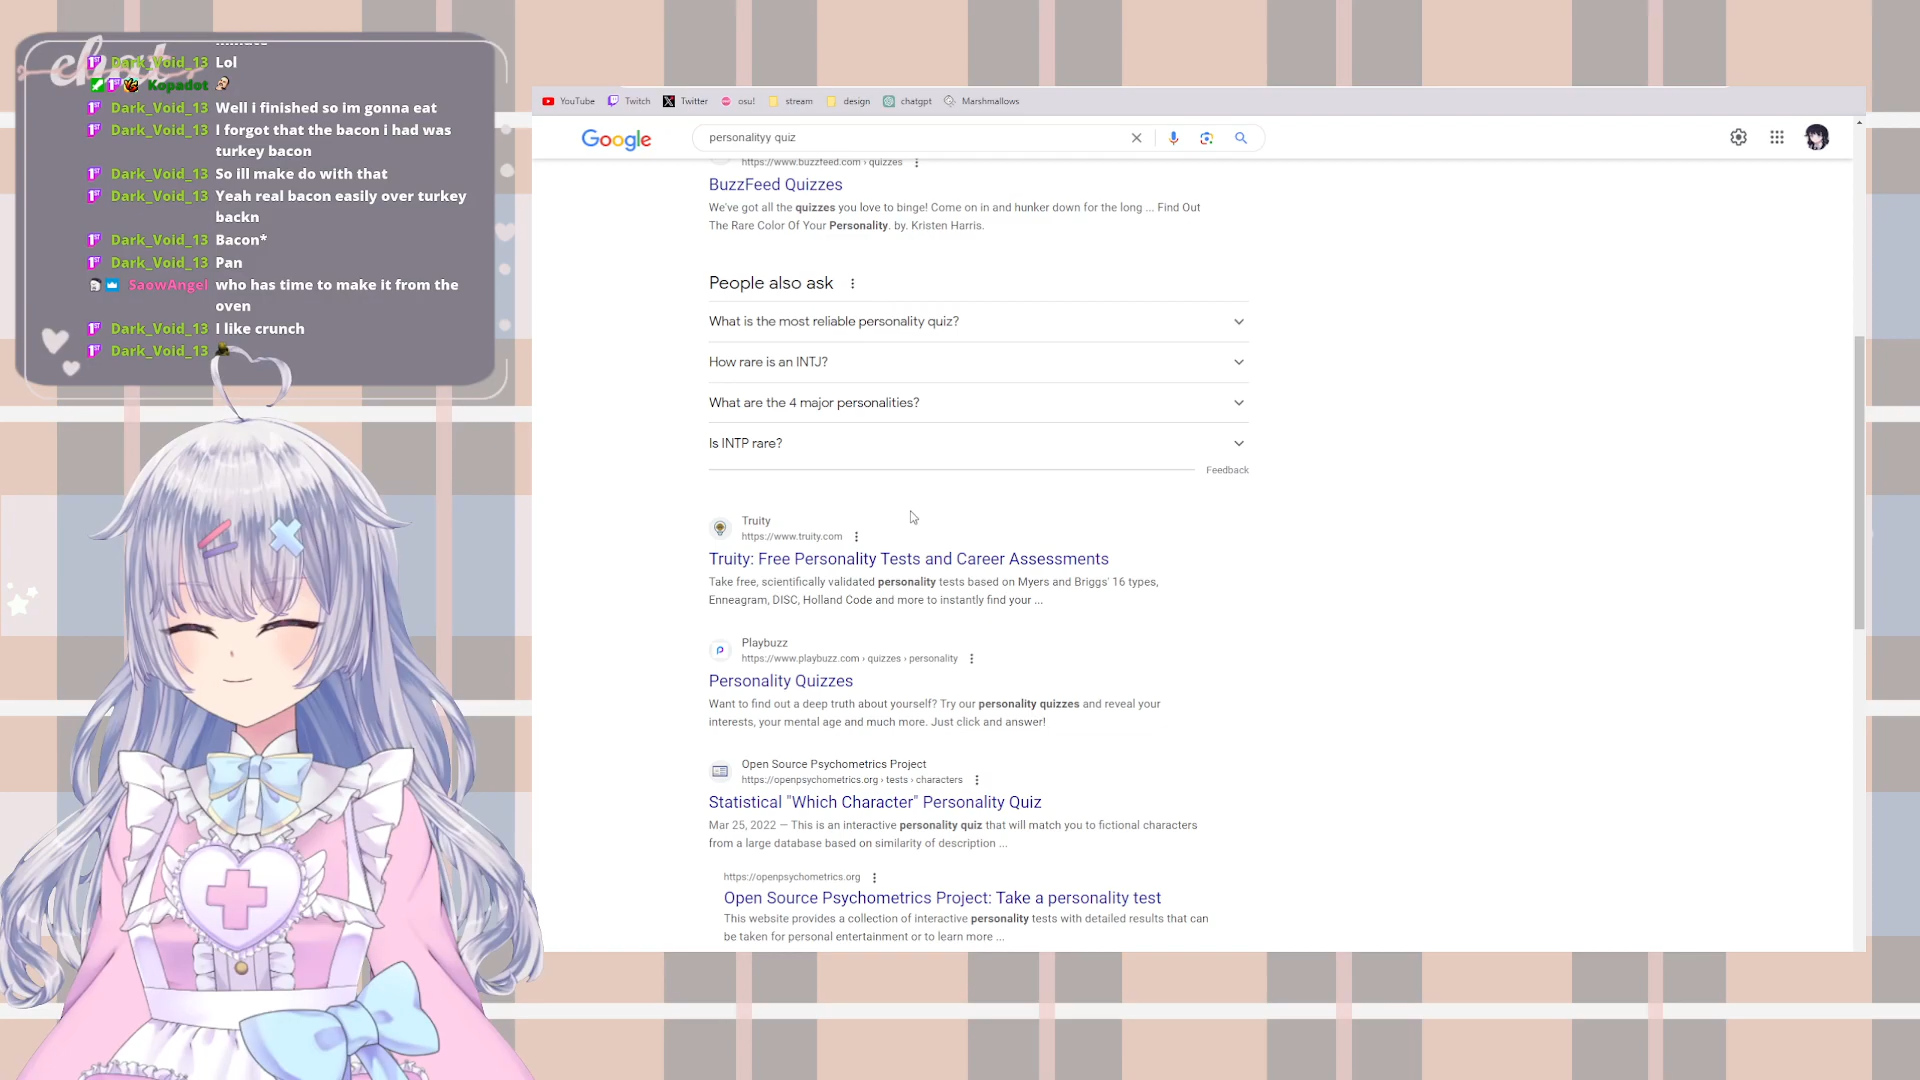 chat
Dark_Void_13 Lol
Kopadot
Dark_Void_13 Well i finished so im gonna eat
Dark_Void_13 I forgot that the bacon i had was
turkey bacon
Dark_Void_13 So ill make do with that
Dark_Void_13 Yeah real bacon easily over turkey
backn
Dark_Void_13 Bacon*
Dark_Void_13 Pan
SaowAngel who has time to make it from the
oven
Dark_Void_13 I like crunch
Dark_Void_13
YouTube Twitch Twitter osu! stream design chatgpt Marshmallows
Google personalityy quiz
https://www.buzzfeed.com › quizzes
BuzzFeed Quizzes
We've got all the quizzes you love to binge! Come on in and hunker down for the long ... Find Out
The Rare Color Of Your Personality. by. Kristen Harris.
People also ask
What is the most reliable personality quiz?
How rare is an INTJ?
What are the 4 major personalities?
Is INTP rare?
Feedback
Truity
https://www.truity.com
Truity: Free Personality Tests and Career Assessments
Take free, scientifically validated personality tests based on Myers and Briggs' 16 types,
Enneagram, DISC, Holland Code and more to instantly find your ...
Playbuzz
https://www.playbuzz.com › quizzes › personality
Personality Quizzes
Want to find out a deep truth about yourself? Try our personality quizzes and reveal your
interests, your mental age and much more. Just click and answer!
Open Source Psychometrics Project
https://openpsychometrics.org › tests › characters
Statistical "Which Character" Personality Quiz
Mar 25, 2022 — This is an interactive personality quiz that will match you to fictional characters
from a large database based on similarity of description ...
https://openpsychometrics.org
Open Source Psychometrics Project: Take a personality test
This website provides a collection of interactive personality tests with detailed results that can
be taken for personal entertainment or to learn more ...